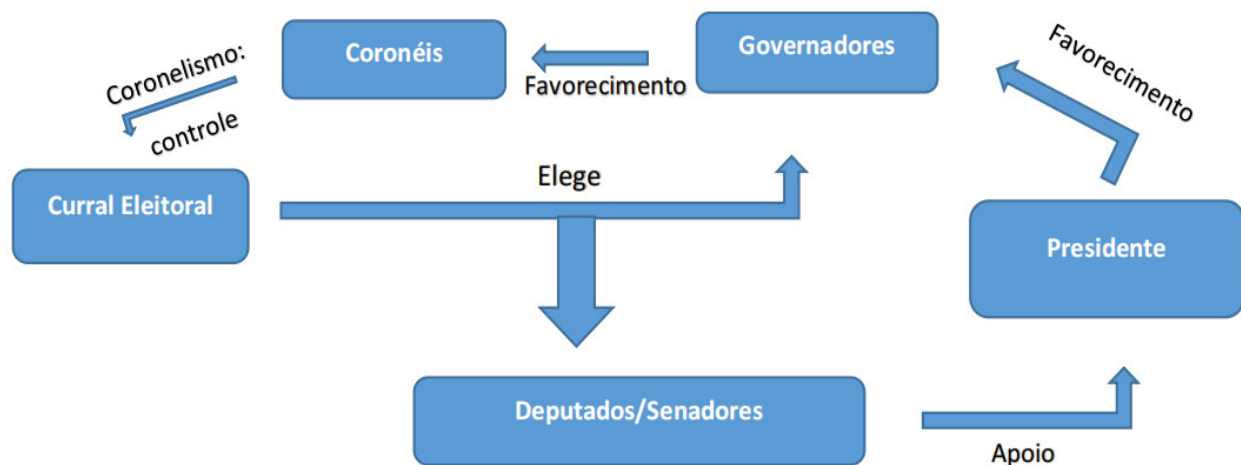 Coronéis
Governadores
Favorecimento
Favorecimento
Coronelismo:
controle
Curral Eleitoral
Elege
Presidente
Deputados/Senadores
Apoio